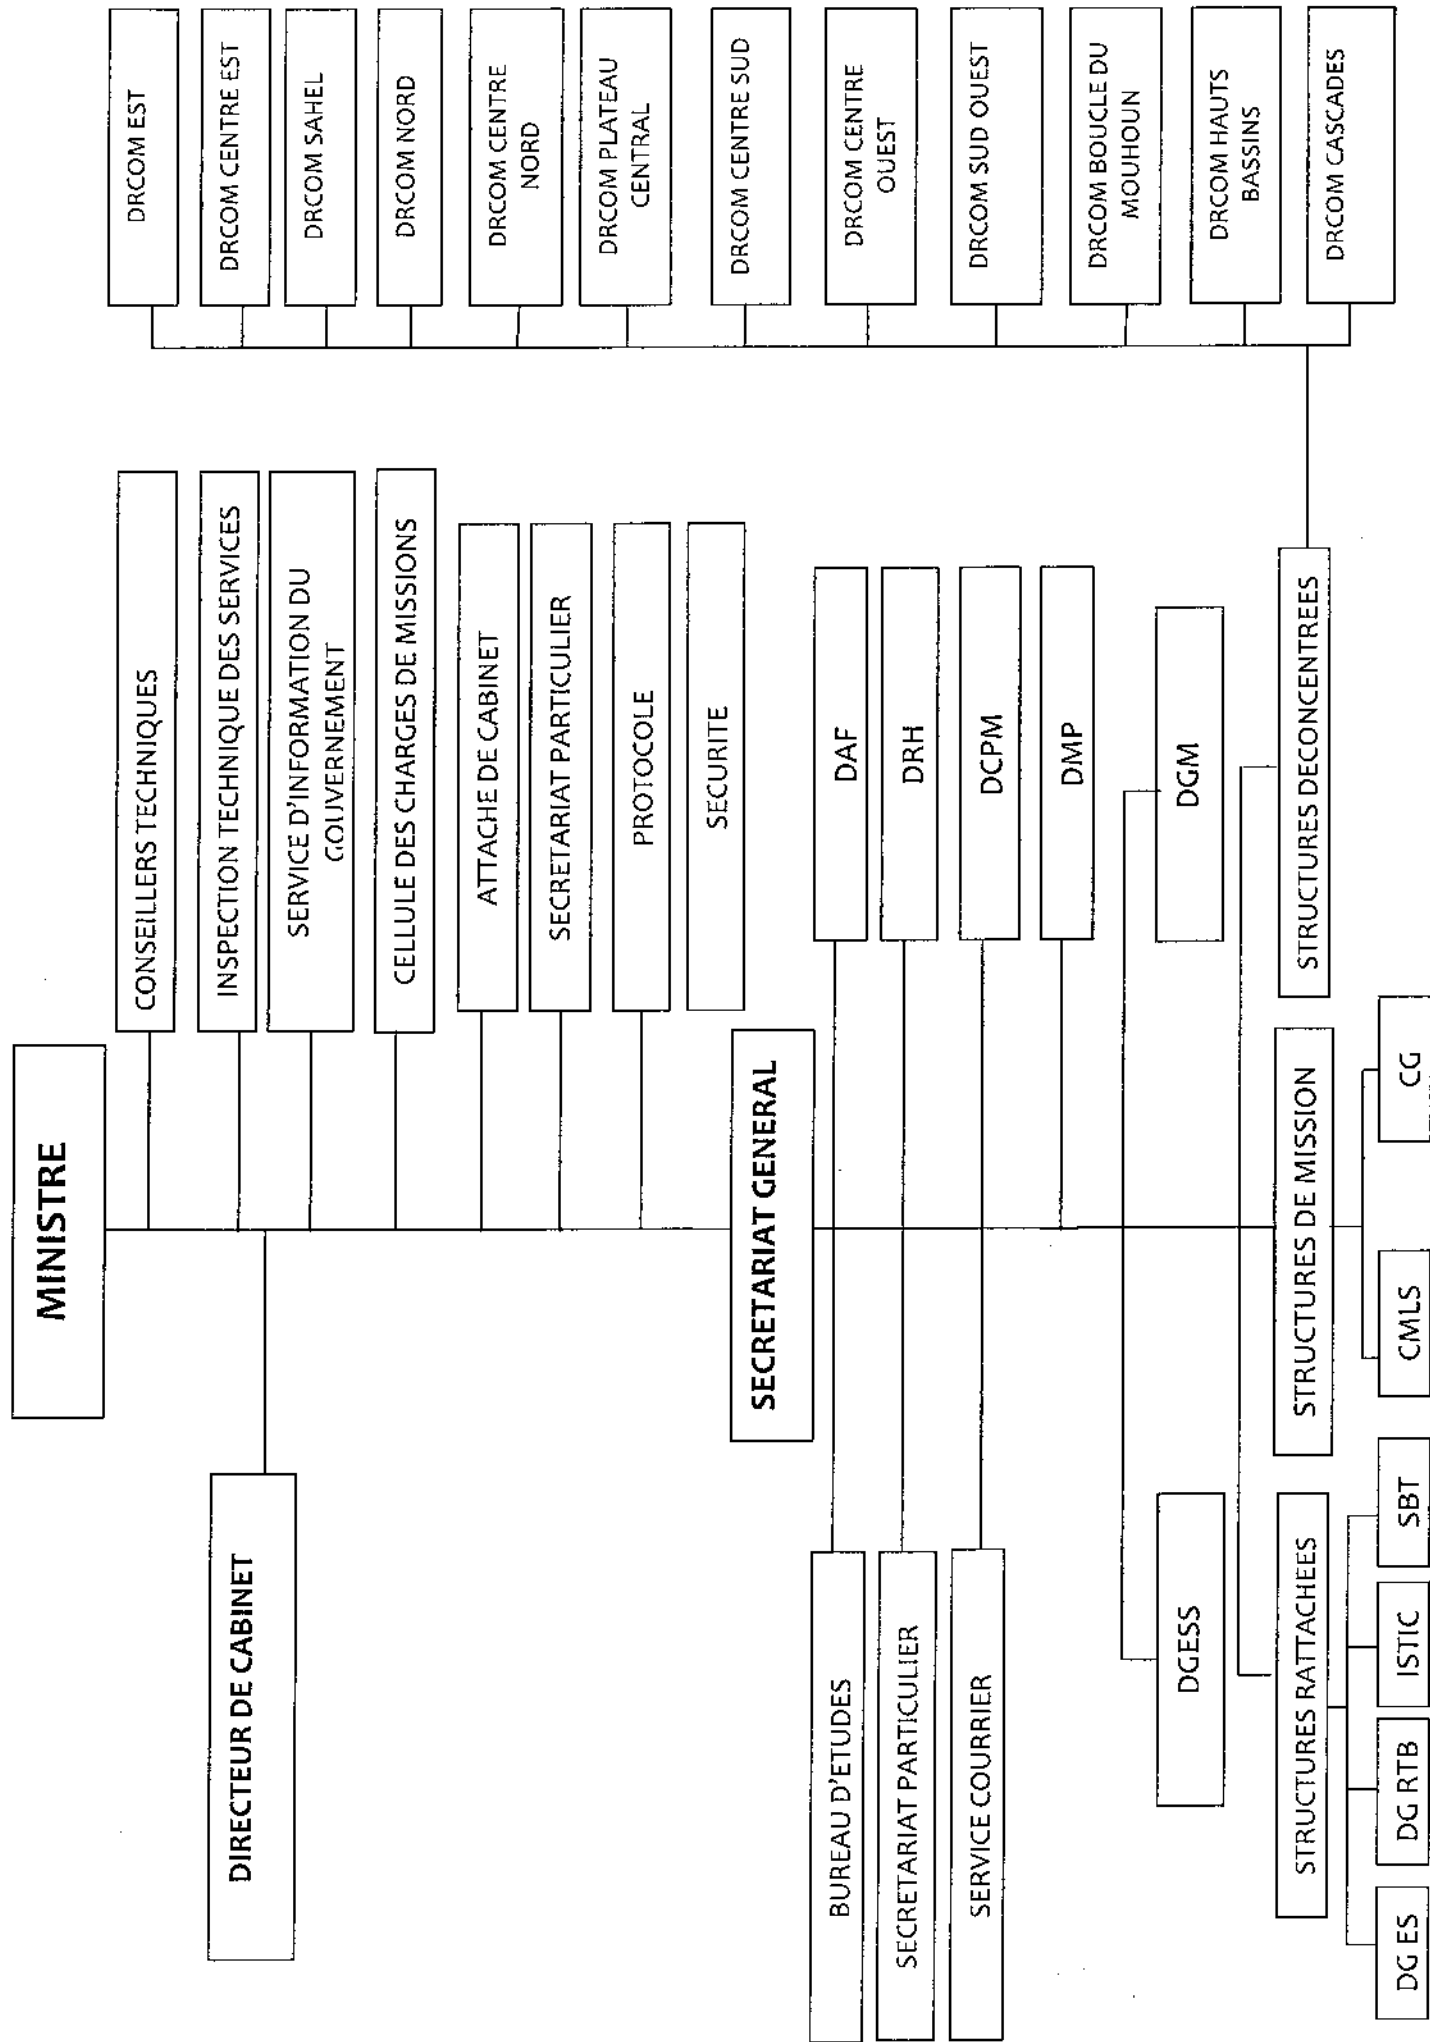 MINISTRE
DIRECTEUR DE CABINET
CONSEILLERS TECHNIQUES
INSPECTION TECHNIQUE DES SERVICES
SERVICE D'INFORMATION DU
GOUVERNEMENT
CELLULE DES CHARGES DE MISSIONS
ATTACHE DE CABINET
SECRETARIAT PARTICULIER
PROTOCOLE
SECURITE
SECRETARIAT GENERAL
BUREAU D'ETUDES
SECRETARIAT PARTICULIER
SERVICE COURRIER
DAF
DRH
DCPM
DMP
DGESS
DGM
STRUCTURES RATTACHEES
STRUCTURES DE MISSION
STRUCTURES DECONCENTREES
DG ES
DG RTB
ISTIC
SBT
CMLS
CG
DRCOM EST
DRCOM CENTRE EST
DRCOM SAHEL
DRCOM NORD
DRCOM CENTRE
NORD
DRCOM PLATEAU
CENTRAL
DRCOM CENTRE SUD
DRCOM CENTRE
OUEST
DRCOM SUD OUEST
DRCOM BOUCLE DU
MOUHOUN
DRCOM HAUTS
BASSINS
DRCOM CASCADES